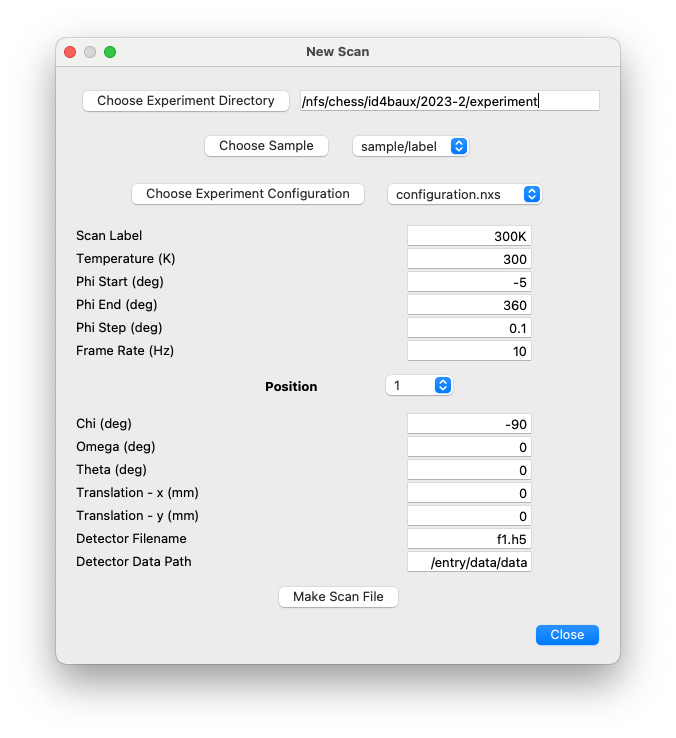 New Scan
Choose Experiment Directory /nfs/chess/id4baux/2023-2/experiment
Choose Sample sample/label
Choose Experiment Configuration configuration.nxs
Scan Label 300K
Temperature (K) 300
Phi Start (deg) -5
Phi End (deg) 360
Phi Step (deg) 0.1
Frame Rate (Hz) 10
Position 1
Chi (deg) -90
Omega (deg) 0
Theta (deg) 0
Translation - x (mm) 0
Translation - y (mm) 0
Detector Filename f1.h5
Detector Data Path /entry/data/data
Make Scan File
Close